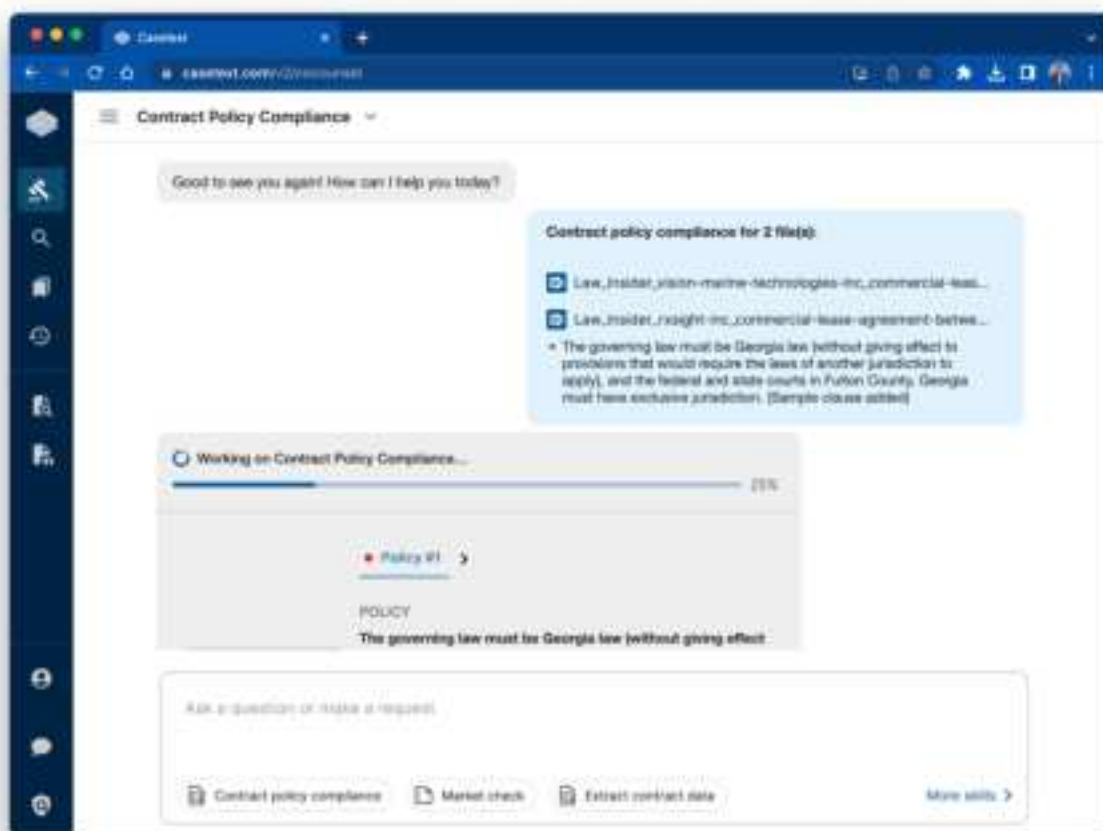 Casetext
casetext.com
Contract Policy Compliance
Good to see you again! How can I help you today?
Contract policy compliance for 2 file(s)
Law_Insider_vision-marine-technologies-inc_commercial-leas...
Law_Insider_rxsight-inc_commercial-lease-agreement-betwe...
• The governing law must be Georgia law (without giving effect to
provisions that would require the laws of another jurisdiction to
apply), and the federal and state courts in Fulton County, Georgia
must have exclusive jurisdiction. [Sample clause added]
Working on Contract Policy Compliance...
25%
Policy #1
POLICY
The governing law must be Georgia law (without giving effect
Ask a question or make a request
Contract policy compliance
Market check
Extract contract data
More skills